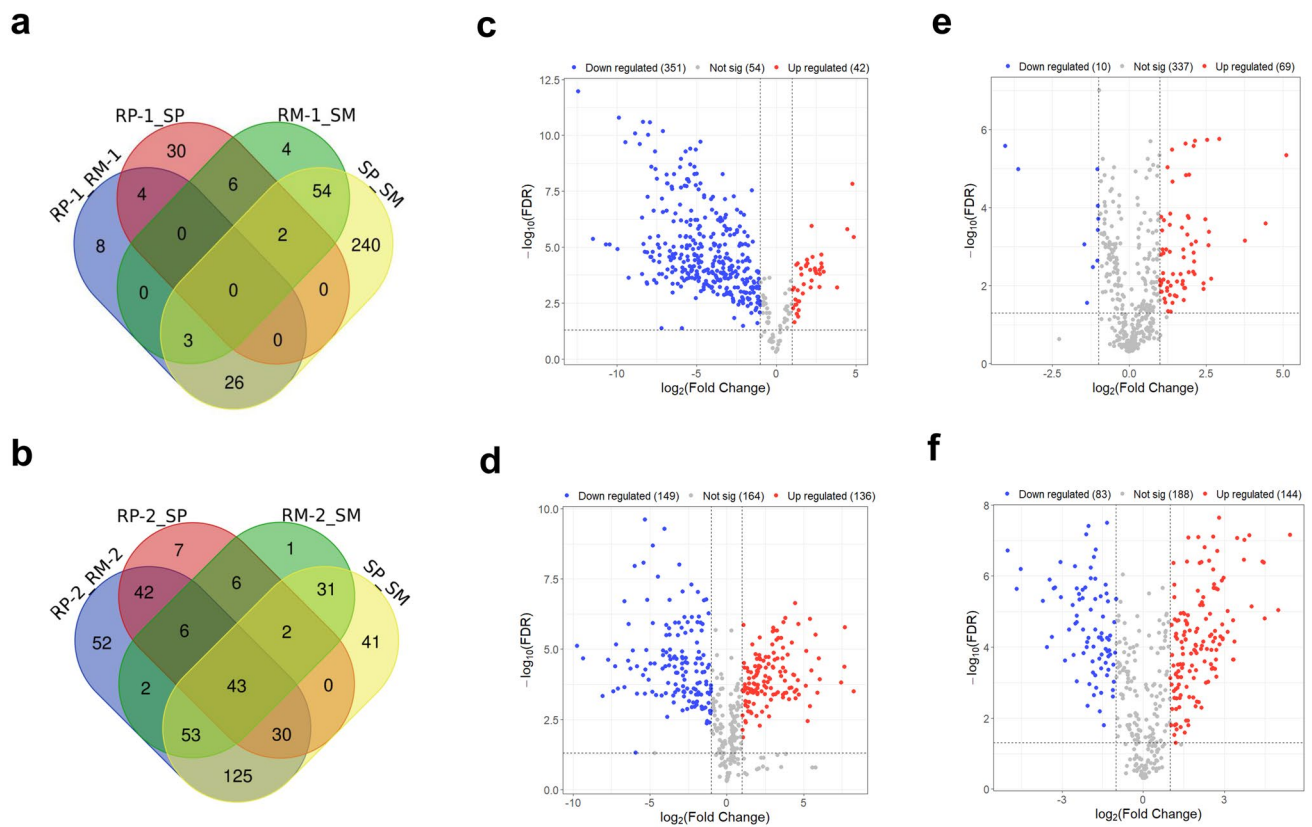 a
RP-1_SP
RM-1_SM
RP-1_RM-1
SP_SM
30
4
4
6
54
8
0
2
240
0
0
0
3
0
26
b
RP-2_SP
RM-2_SM
RP-2_RM-2
SP_SM
7
1
42
6
31
52
6
2
41
2
43
0
53
30
125
c
Down regulated (351) Not sig (54) Up regulated (42)
12.5
10.0
7.5
5.0
2.5
0.0
−log10(FDR)
-10 -5 0 5
log2(Fold Change)
d
Down regulated (149) Not sig (164) Up regulated (136)
10.0
7.5
5.0
2.5
0.0
−log10(FDR)
-10 -5 0 5
log2(Fold Change)
e
Down regulated (10) Not sig (337) Up regulated (69)
6
4
2
0
−log10(FDR)
-2.5 0.0 2.5 5.0
log2(Fold Change)
f
Down regulated (83) Not sig (188) Up regulated (144)
8
6
4
2
0
−log10(FDR)
-3 0 3
log2(Fold Change)